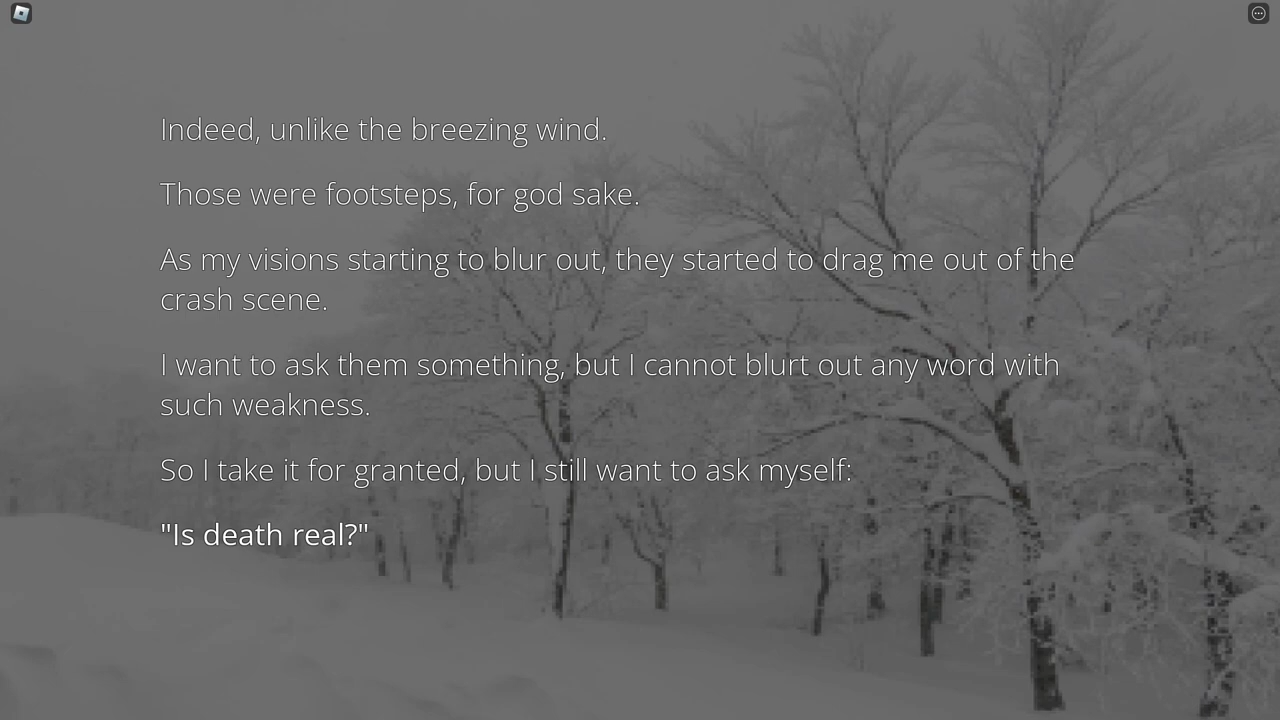 Indeed, unlike the breezing wind.
Those were footsteps, for god sake.
As my visions starting to blur out, they started to drag me out of the
crash scene.
I want to ask them something, but I cannot blurt out any word with
such weakness.
So I take it for granted, but I still want to ask myself:
"Is death real?"